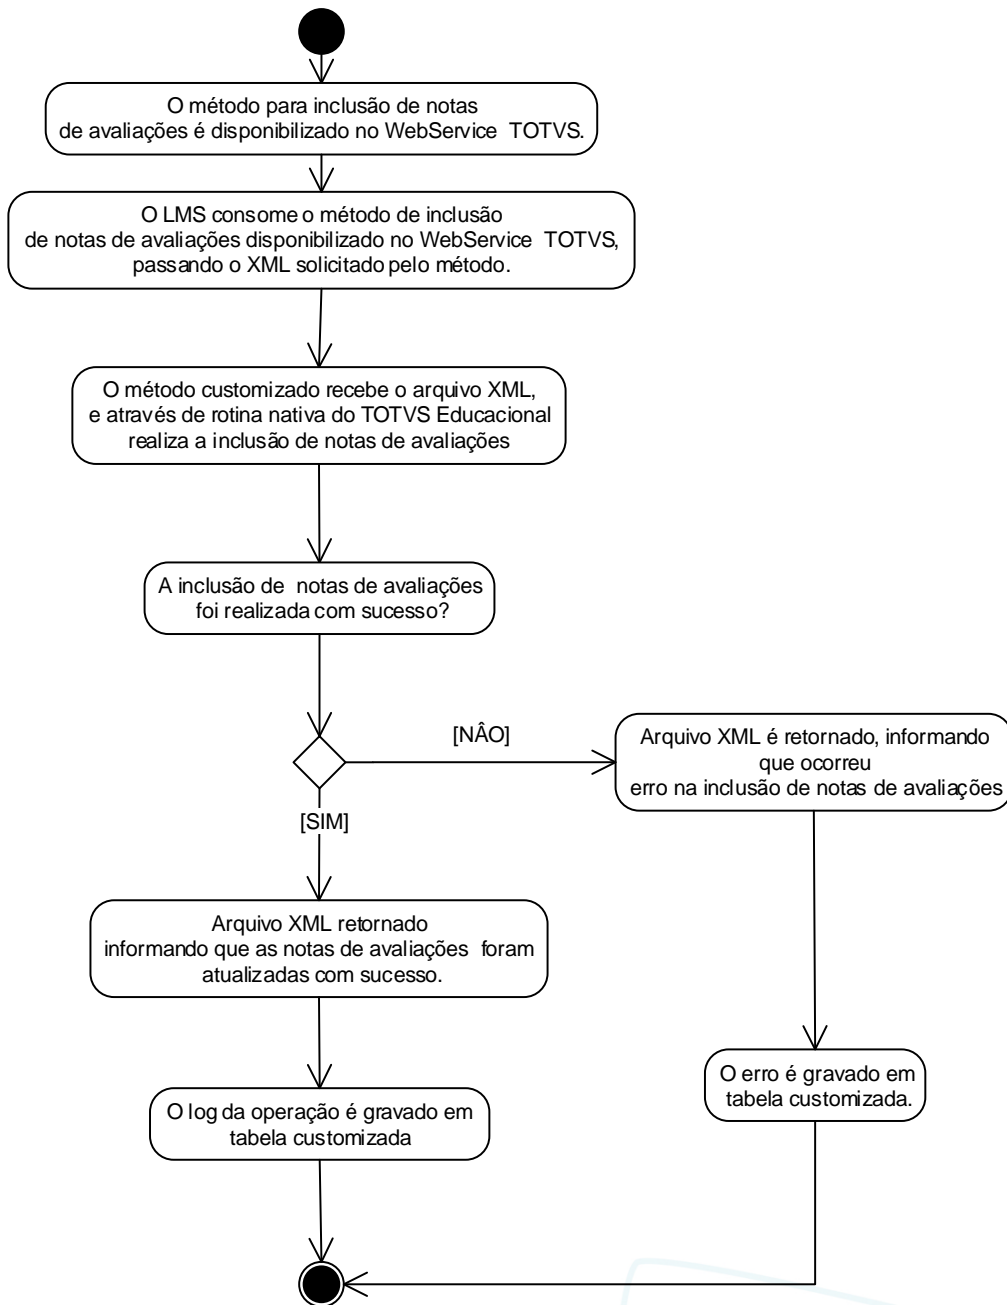 O método para inclusão de notas
de avaliações é disponibilizado no WebService TOTVS.
O LMS consome o método de inclusão
de notas de avaliações disponibilizado no WebService TOTVS,
passando o XML solicitado pelo método.
O método customizado recebe o arquivo XML,
e através de rotina nativa do TOTVS Educacional
realiza a inclusão de notas de avaliações
A inclusão de notas de avaliações
foi realizada com sucesso?
[NÂO]
Arquivo XML é retornado, informando
que ocorreu
erro na inclusão de notas de avaliações
[SIM]
Arquivo XML retornado
informando que as notas de avaliações foram
atualizadas com sucesso.
O erro é gravado em
tabela customizada.
O log da operação é gravado em
tabela customizada